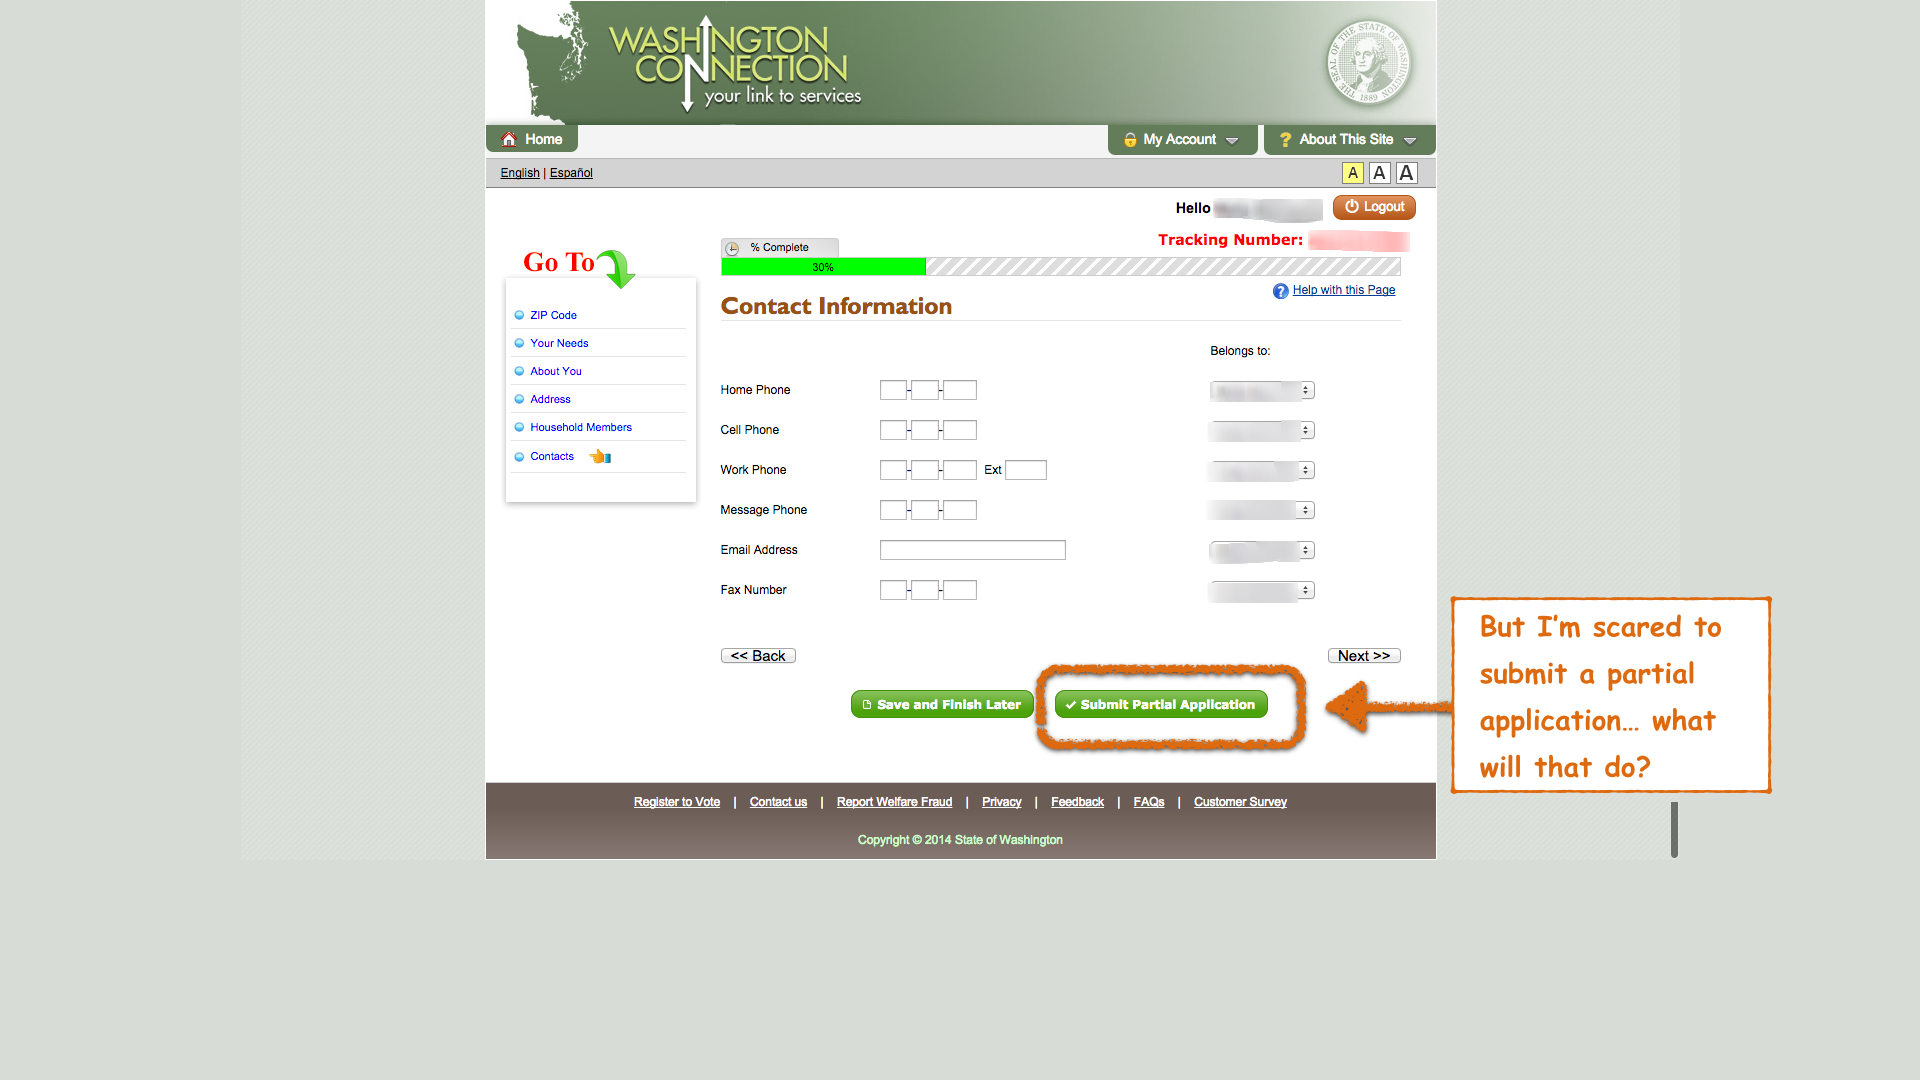 WASHINGTON
CONNECTION
your link to services
THE SEAL OF THE STATE OF WASHINGTON
1889
Home
My Account
? About This Site
English | Español
A A A
Hello
Logout
Tracking Number:
% Complete
30%
Go To
? Help with this Page
Contact Information
ZIP Code
Your Needs
About You
Address
Household Members
Contacts
Belongs to:
Home Phone - -
Cell Phone - -
Work Phone - - Ext
Message Phone - -
Email Address
Fax Number - -
<< Back
Next >>
Save and Finish Later
Submit Partial Application
But I'm scared to
submit a partial
application... what
will that do?
Register to Vote | Contact us | Report Welfare Fraud | Privacy | Feedback | FAQs | Customer Survey
Copyright © 2014 State of Washington